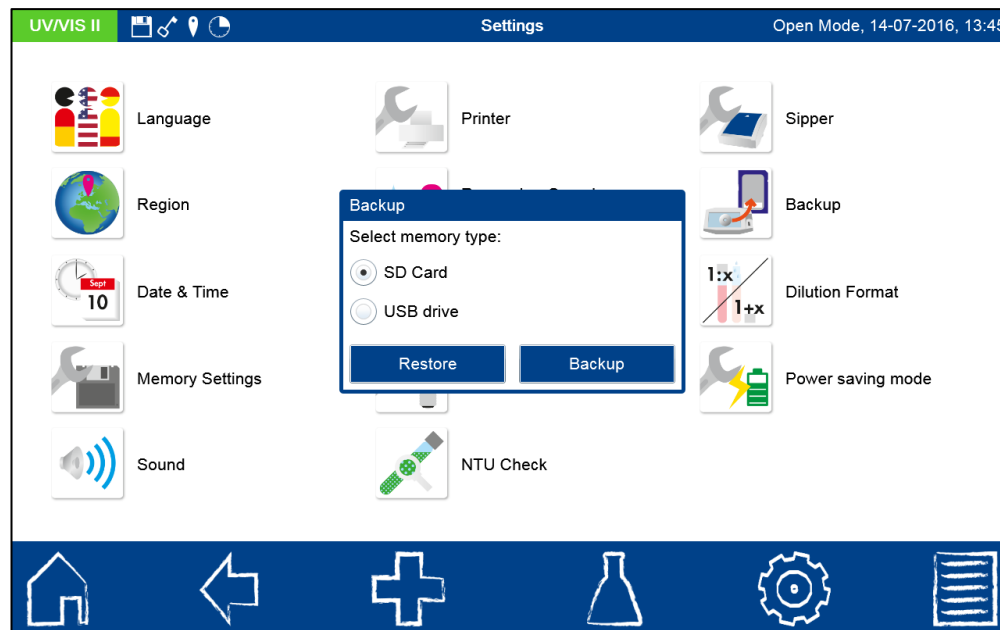 UV/VIS II
Settings
Open Mode, 14-07-2016, 13:45
Language
Printer
Sipper
Region
Backup
Date & Time
Sept
10
1:x
1+x
Dilution Format
Memory Settings
Power saving mode
Sound
NTU Check
Backup
Select memory type:
SD Card
USB drive
Restore
Backup